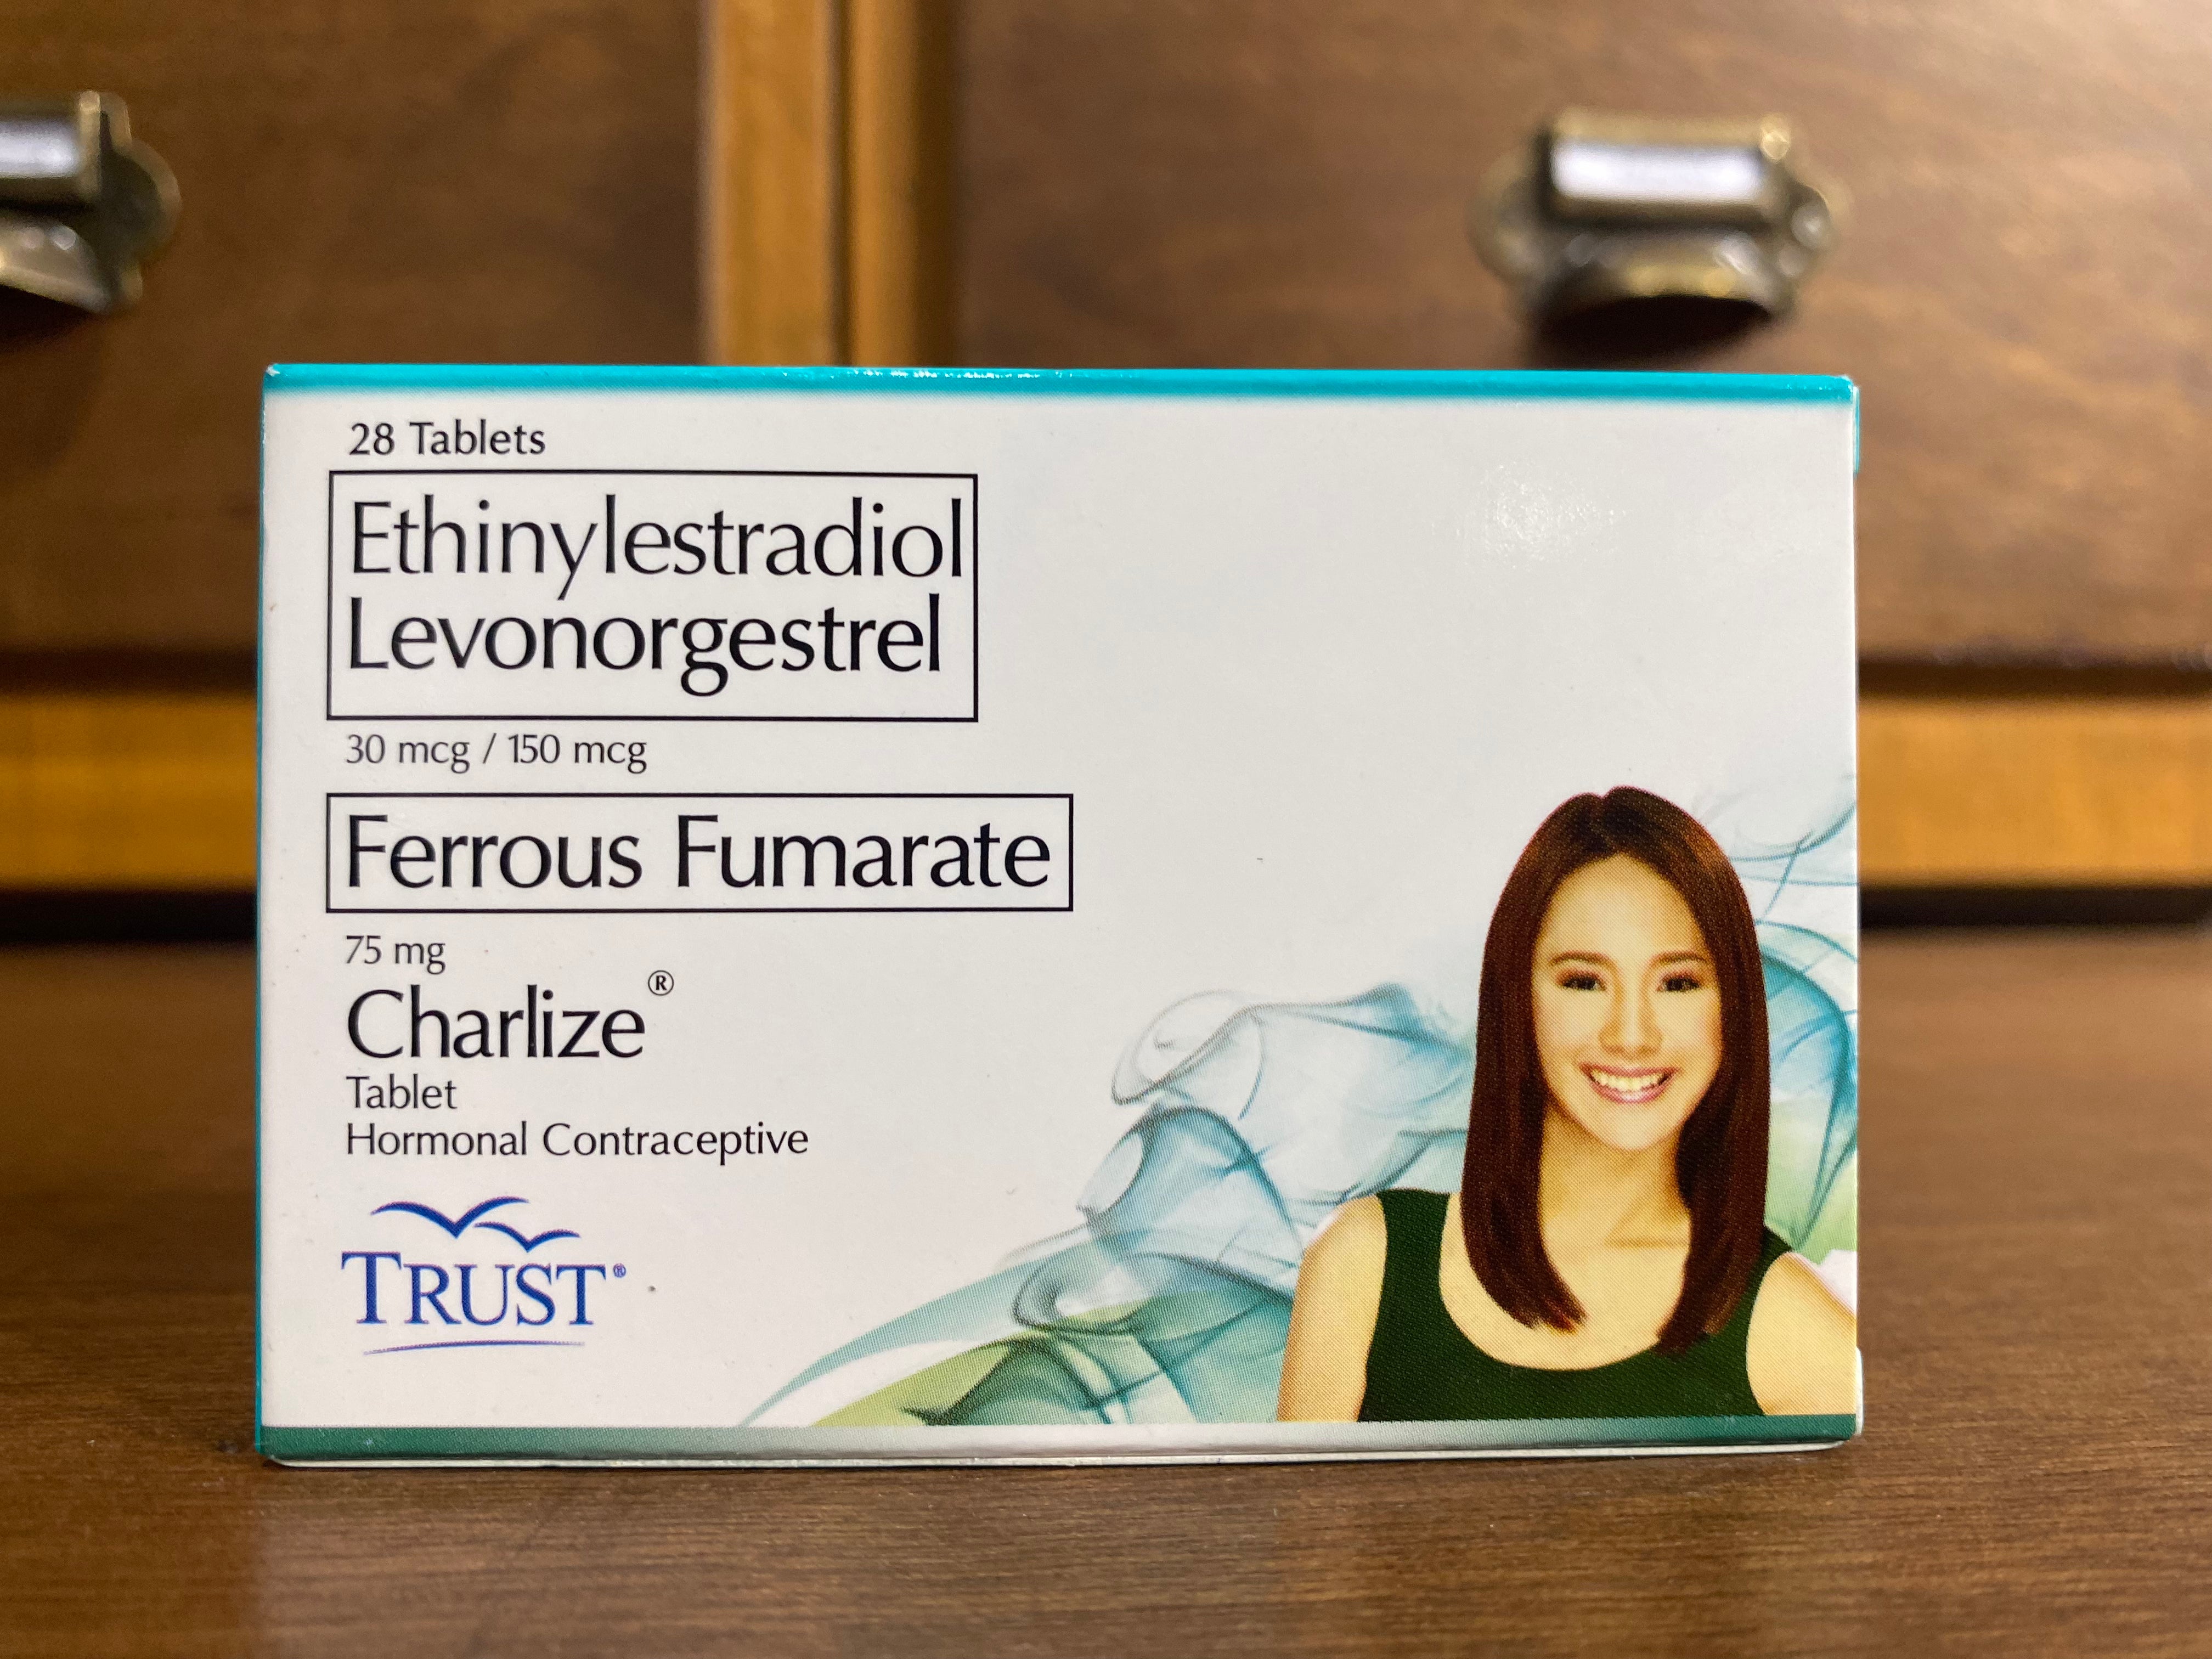 28 Tablets
Ethinylestradiol
Levonorgestrel
30 mcg / 150 mcg
Ferrous Fumarate
75 mg
Charlize®
Tablet
Hormonal Contraceptive
TRUST®